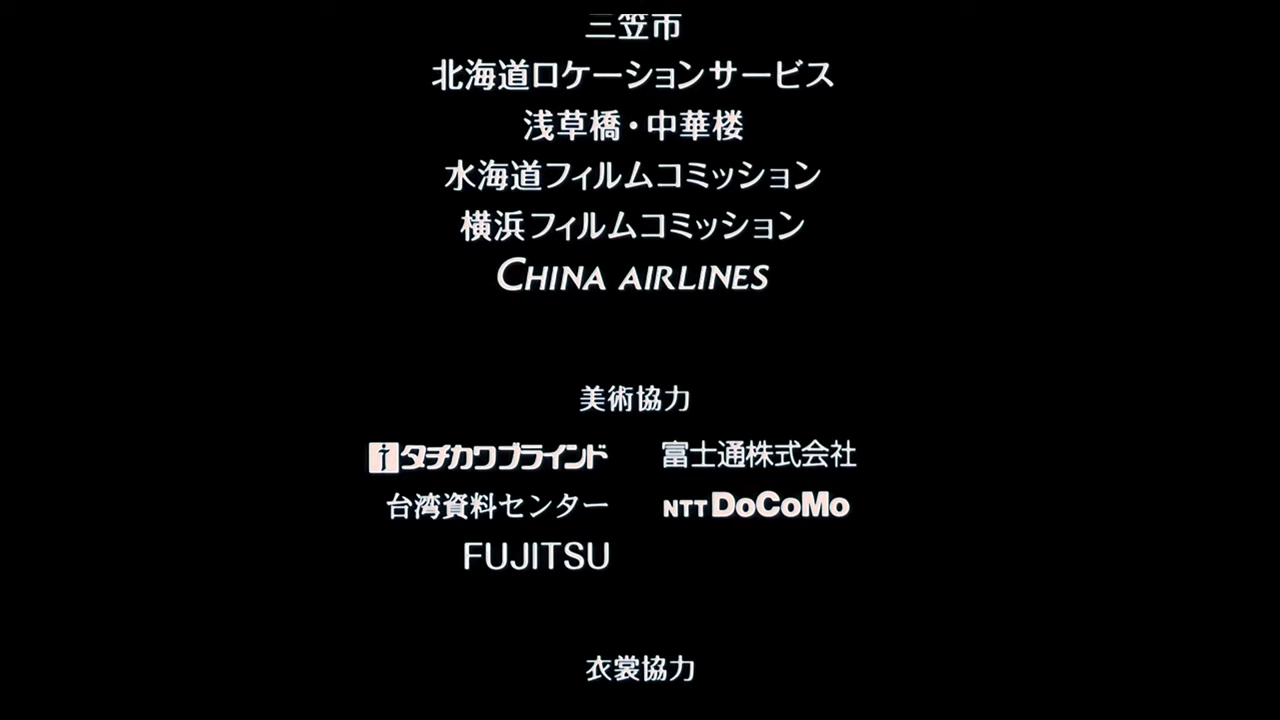 三笠市
北海道ロケーションサービス
浅草橋・中華楼
水海道フィルムコミッション
横浜フィルムコミッション
CHINA AIRLINES
美術協力
タチカワブラインド 富士通株式会社
台湾資料センター NTT DoCoMo
FUJITSU
衣裳協力